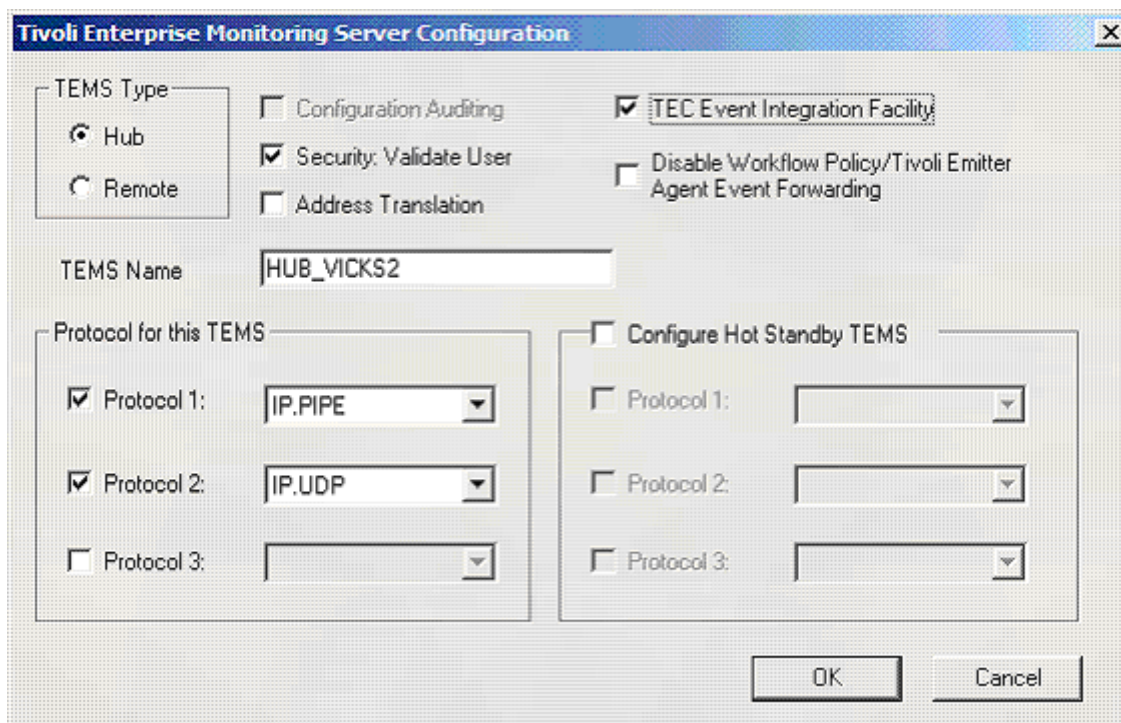 Tivoli Enterprise Monitoring Server Configuration
TEMS Type
Hub
Remote
Configuration Auditing
Security: Validate User
Address Translation
TEC Event Integration Facility
Disable Workflow Policy/Tivoli Emitter
Agent Event Forwarding
TEMS Name
HUB_VICKS2
Protocol for this TEMS
Protocol 1:
IP.PIPE
Protocol 2:
IP.UDP
Protocol 3:
Configure Hot Standby TEMS
Protocol 1:
Protocol 2:
Protocol 3:
OK
Cancel